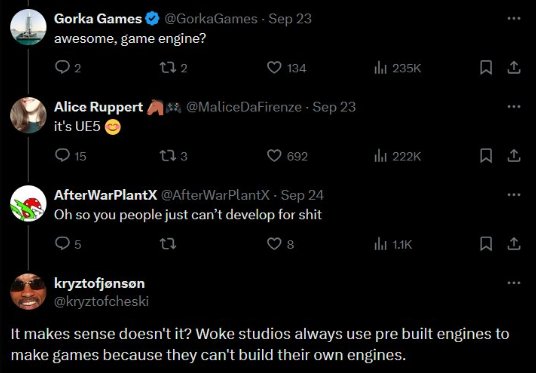 Gorka Games @GorkaGames · Sep 23
awesome, game engine?
2 2 134 235K
Alice Ruppert 🐴🎮 @MaliceDaFirenze · Sep 23
it's UE5 😊
15 3 692 222K
AfterWarPlantX @AfterWarPlantX · Sep 24
Oh so you people just can't develop for shit
5 8 1.1K
kryztofjønsøn
@kryztofcheski
It makes sense doesn't it? Woke studios always use pre built engines to
make games because they can't build their own engines.